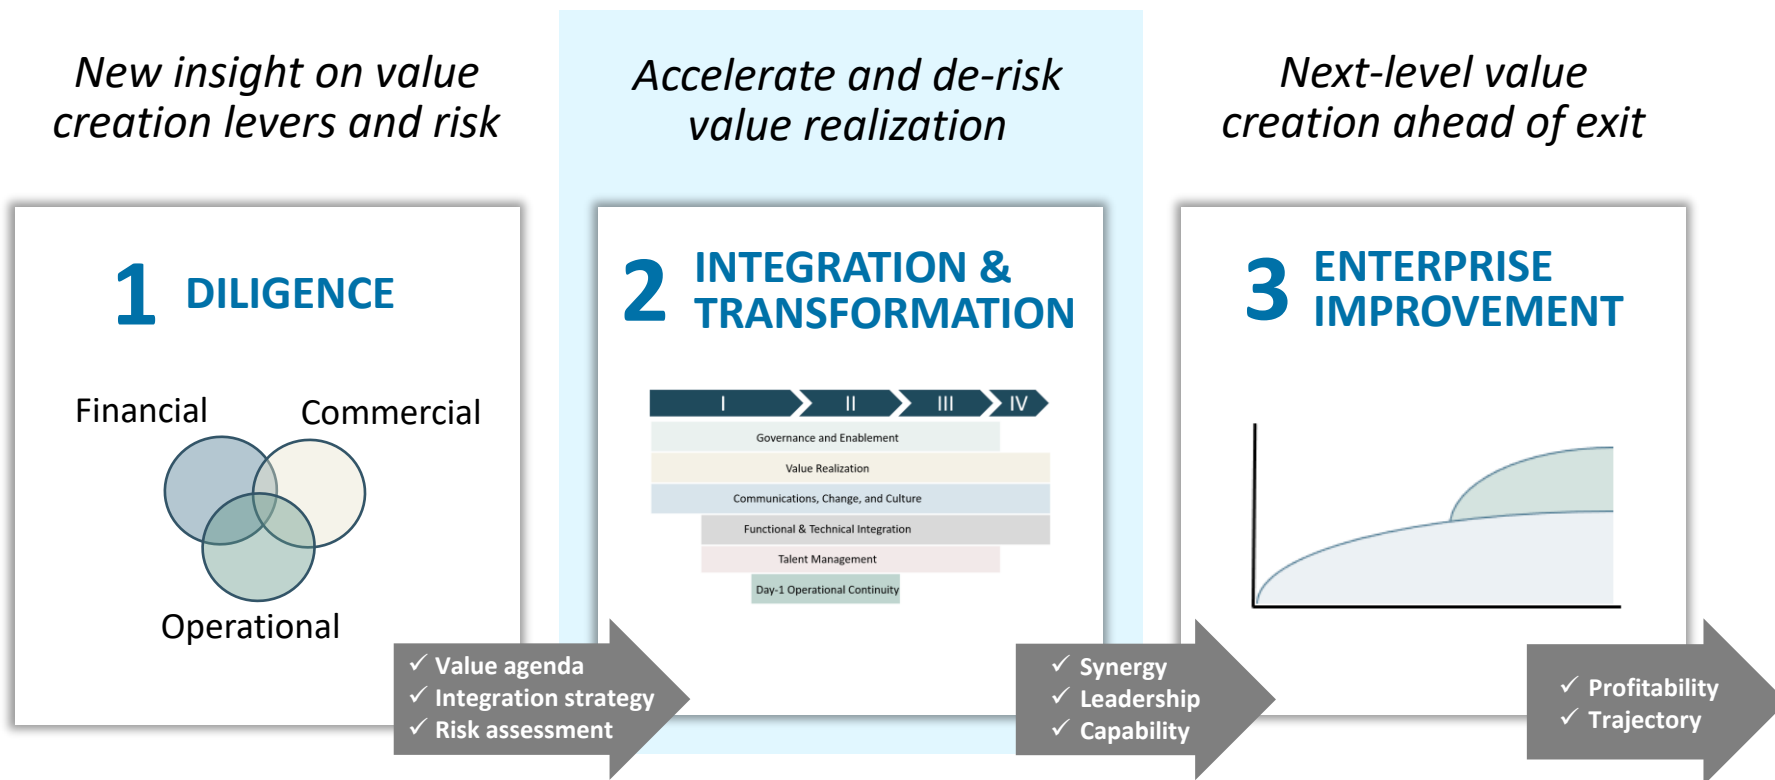 New insight on value
creation levers and risk
Accelerate and de-risk
value realization
Next-level value
creation ahead of exit
1 DILIGENCE
Financial
Commercial
Operational
✓ Value agenda
✓ Integration strategy
✓ Risk assessment
2 INTEGRATION &
TRANSFORMATION
I II III IV
Governance and Enablement
Value Realization
Communications, Change, and Culture
Functional & Technical Integration
Talent Management
Day-1 Operational Continuity
✓ Synergy
✓ Leadership
✓ Capability
3 ENTERPRISE
IMPROVEMENT
✓ Profitability
✓ Trajectory